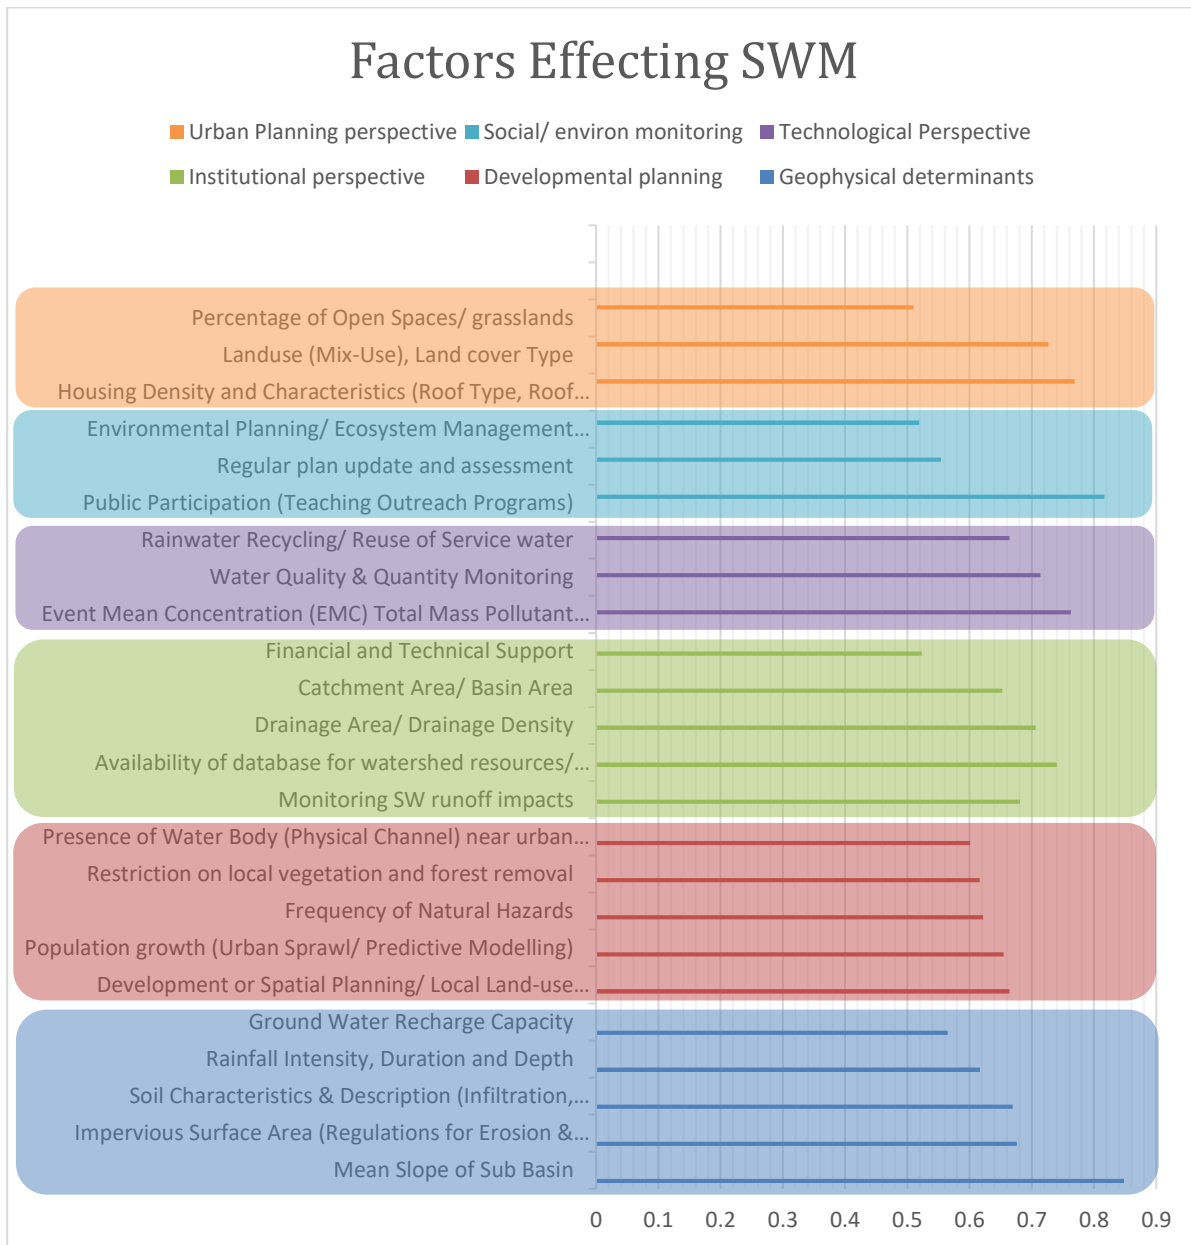 Factors Effecting SWM
Urban Planning perspective Social/ environ monitoring Technological Perspective
Institutional perspective Developmental planning Geophysical determinants
Percentage of Open Spaces/ grasslands
Landuse (Mix-Use), Land cover Type
Housing Density and Characteristics (Roof Type, Roof…
Environmental Planning/ Ecosystem Management…
Regular plan update and assessment
Public Participation (Teaching Outreach Programs)
Rainwater Recycling/ Reuse of Service water
Water Quality & Quantity Monitoring
Event Mean Concentration (EMC) Total Mass Pollutant…
Financial and Technical Support
Catchment Area/ Basin Area
Drainage Area/ Drainage Density
Availability of database for watershed resources/…
Monitoring SW runoff impacts
Presence of Water Body (Physical Channel) near urban…
Restriction on local vegetation and forest removal
Frequency of Natural Hazards
Population growth (Urban Sprawl/ Predictive Modelling)
Development or Spatial Planning/ Local Land-use…
Ground Water Recharge Capacity
Rainfall Intensity, Duration and Depth
Soil Characteristics & Description (Infiltration,…
Impervious Surface Area (Regulations for Erosion &…
Mean Slope of Sub Basin
0 0.1 0.2 0.3 0.4 0.5 0.6 0.7 0.8 0.9